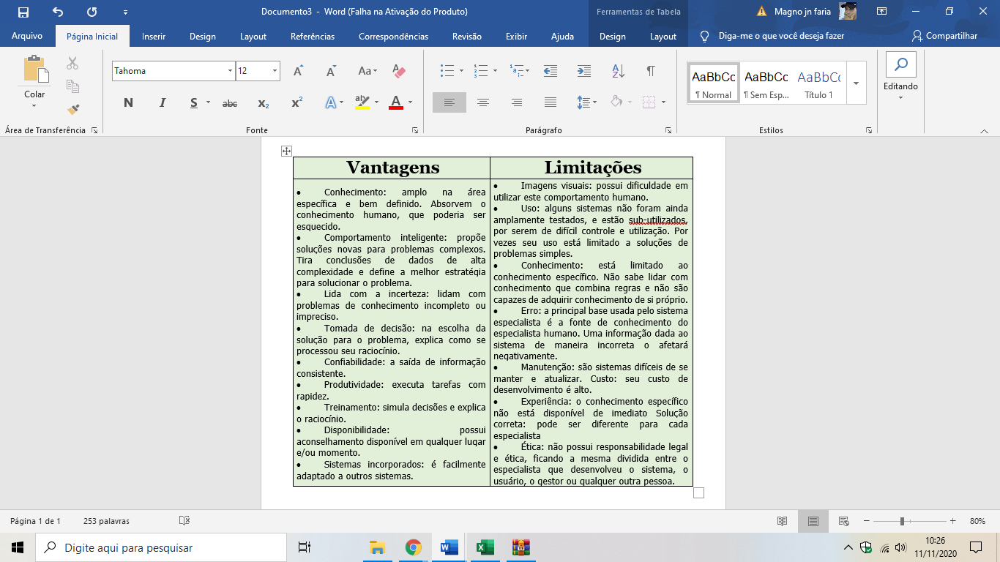 Documento3 - Word (Falha na Ativação do Produto)
Ferramentas de Tabela
Magno jn faria
Arquivo
Página Inicial
Inserir
Design
Layout
Referências
Correspondências
Revisão
Exibir
Ajuda
Design
Layout
Diga-me o que você deseja fazer
Compartilhar
Colar
Área de Transferência
Tahoma
12
Aa
N I S abc x₂ x² A ab A
Fonte
Parágrafo
AaBbCc
¶ Normal
AaBbCc
¶ Sem Esp...
AaBbCc
Título 1
Estilos
Editando
Vantagens
• Conhecimento: amplo na área
específica e bem definido. Absorvem o
conhecimento humano, que poderia ser
esquecido.
• Comportamento inteligente: propõe
soluções novas para problemas complexos.
Tira conclusões de dados de alta
complexidade e define a melhor estratégia
para solucionar o problema.
• Lida com a incerteza: lidam com
problemas de conhecimento incompleto ou
impreciso.
• Tomada de decisão: na escolha da
solução para o problema, explica como se
processou seu raciocínio.
• Confiabilidade: a saída de informação
consistente.
• Produtividade: executa tarefas com
rapidez.
• Treinamento: simula decisões e explica
o raciocínio.
• Disponibilidade: possui
aconselhamento disponível em qualquer lugar
e/ou momento.
• Sistemas incorporados: é facilmente
adaptado a outros sistemas.
Limitações
• Imagens visuais: possui dificuldade em
utilizar este comportamento humano.
• Uso: alguns sistemas não foram ainda
amplamente testados, e estão sub-utilizados,
por serem de difícil controle e utilização. Por
vezes seu uso está limitado a soluções de
problemas simples.
• Conhecimento: está limitado ao
conhecimento específico. Não sabe lidar com
conhecimento que combina regras e não são
capazes de adquirir conhecimento de si próprio.
• Erro: a principal base usada pelo sistema
especialista é a fonte de conhecimento do
especialista humano. Uma informação dada ao
sistema de maneira incorreta o afetará
negativamente.
• Manutenção: são sistemas difíceis de se
manter e atualizar. Custo: seu custo de
desenvolvimento é alto.
• Experiência: o conhecimento específico
não está disponível de imediato Solução
correta: pode ser diferente para cada
especialista
• Ética: não possui responsabilidade legal
e ética, ficando a mesma dividida entre o
especialista que desenvolveu o sistema, o
usuário, o gestor ou qualquer outra pessoa.
Página 1 de 1
253 palavras
80%
Digite aqui para pesquisar
10:26
11/11/2020